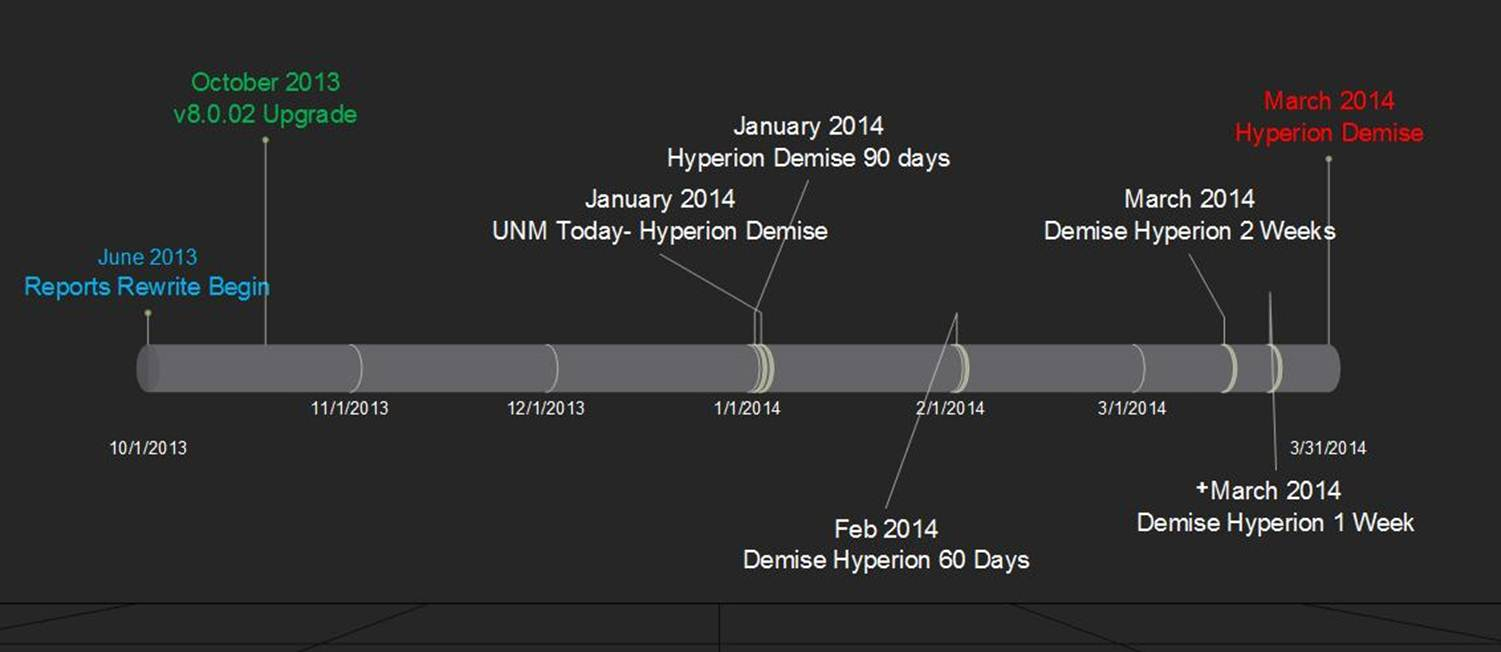 October 2013
v8.0.02 Upgrade
March 2014
Hyperion Demise
January 2014
Hyperion Demise 90 days
January 2014
UNM Today- Hyperion Demise
March 2014
Demise Hyperion 2 Weeks
June 2013
Reports Rewrite Begin
11/1/2013
12/1/2013
1/1/2014
2/1/2014
3/1/2014
10/1/2013
3/31/2014
+March 2014
Demise Hyperion 1 Week
Feb 2014
Demise Hyperion 60 Days